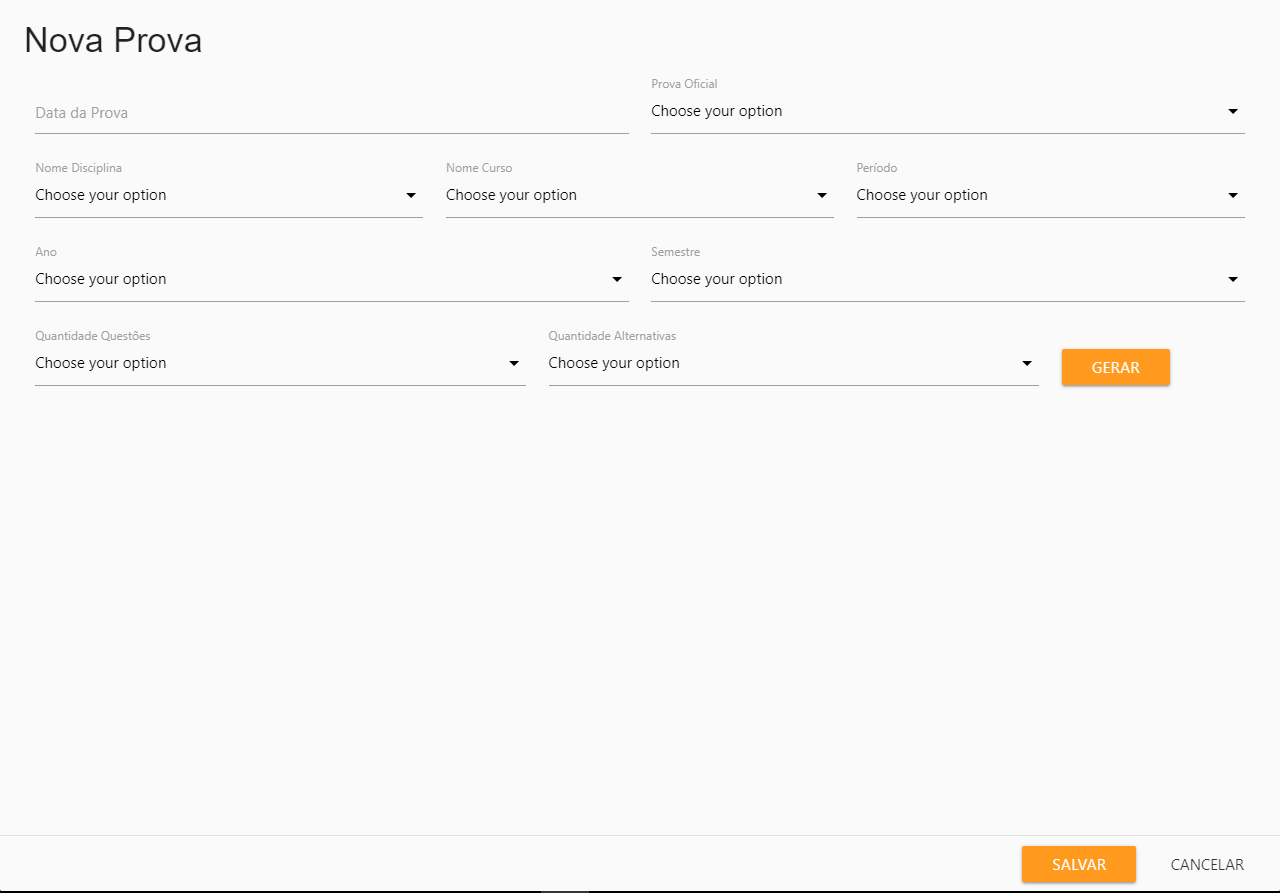 Nova Prova
Prova Oficial
Data da Prova
Choose your option
Nome Disciplina
Nome Curso
Período
Choose your option
Choose your option
Choose your option
Ano
Semestre
Choose your option
Choose your option
Quantidade Questões
Quantidade Alternativas
Choose your option
Choose your option
GERAR
SALVAR
CANCELAR